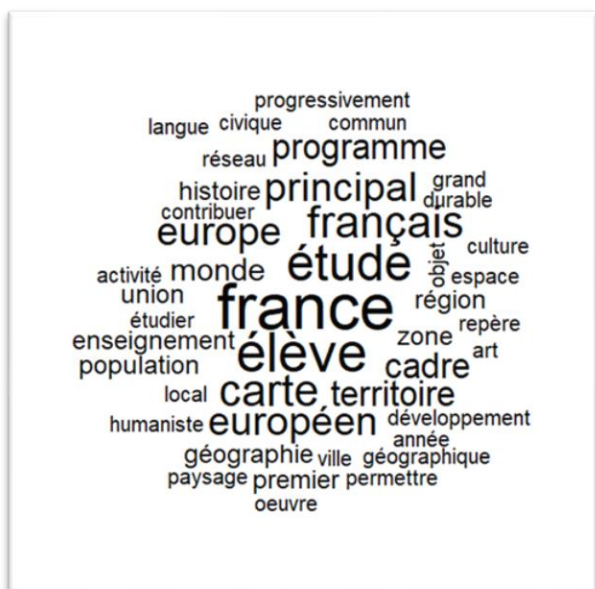 progressivement
langue civique commun
réseau programme
histoire principal grand
contribuer durable
europe français culture
activité monde étude objet espace
union france région
étudier repère
enseignement élève zone art
population cadre
local carte territoire
humaniste européen développement
année
géographie ville géographique
paysage premier permettre
oeuvre